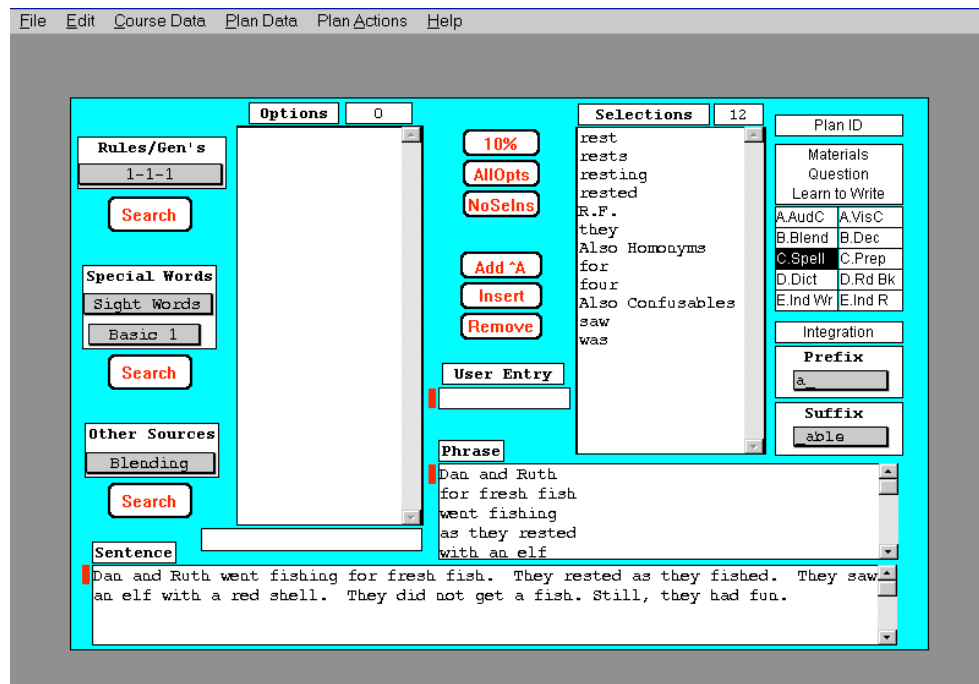 File Edit Course Data Plan Data Plan Actions Help
Options 0
Selections 12
Plan ID
Rules/Gen's
1-1-1
Search
Special Words
Sight Words
Basic 1
Search
Other Sources
Blending
Search
10%
AllOpts
NoSelns
Add ^A
Insert
Remove
User Entry
rest
rests
resting
rested
R.F.
they
Also Homonyms
for
four
Also Confusables
saw
was
Materials
Question
Learn to Write
A.AudC A.VisC
B.Blend B.Dec
C.Spell C.Prep
D.Dict D.Rd Bk
E.Ind Wr E.Ind R
Integration
Prefix
a_
Suffix
_able
Phrase
Dan and Ruth
for fresh fish
went fishing
as they rested
with an elf
Sentence
Dan and Ruth went fishing for fresh fish. They rested as they fished. They saw
an elf with a red shell. They did not get a fish. Still, they had fun.